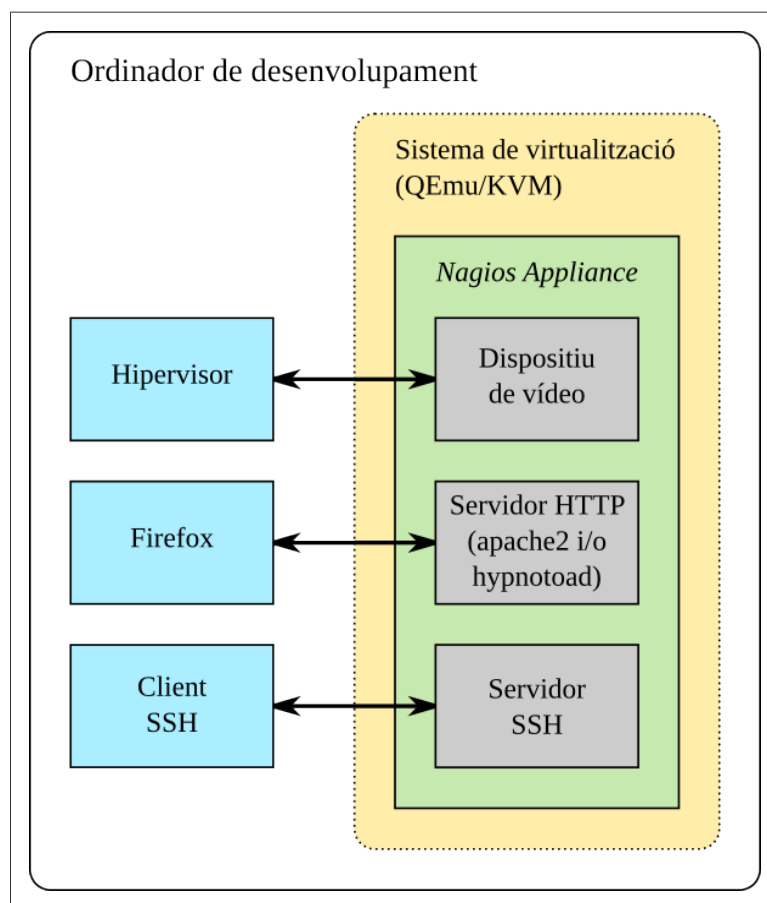 Ordinador de desenvolupament
Sistema de virtualització
(QEmu/KVM)
Nagios Appliance
Hipervisor
Dispositiu
de vídeo
Firefox
Servidor HTTP
(apache2 i/o
hypnotoad)
Client
SSH
Servidor
SSH